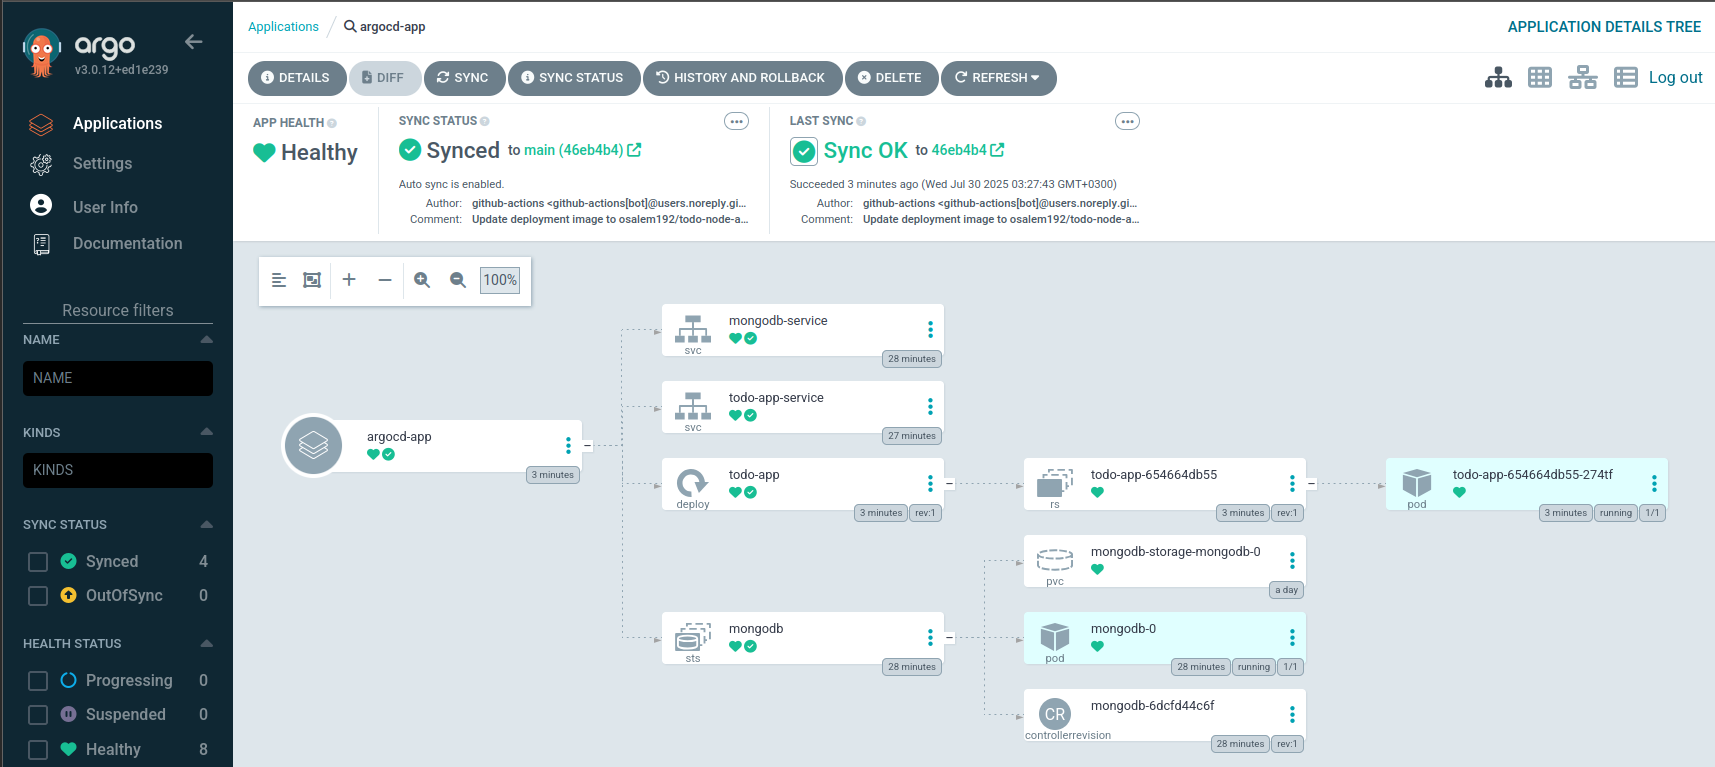 argo
v3.0.12+ed1e239
Applications
Settings
User Info
Documentation
Resource filters
NAME
NAME
KINDS
KINDS
SYNC STATUS
Synced 4
OutOfSync 0
HEALTH STATUS
Progressing 0
Suspended 0
Healthy 8
Applications / argocd-app
APPLICATION DETAILS TREE
DETAILS DIFF SYNC SYNC STATUS HISTORY AND ROLLBACK DELETE REFRESH
Log out
APP HEALTH
Healthy
SYNC STATUS
Synced to main (46eb4b4)
Auto sync is enabled.
Author: github-actions <github-actions[bot]@users.noreply.gi...
Comment: Update deployment image to osalem192/todo-node-a...
LAST SYNC
Sync OK to 46eb4b4
Succeeded 3 minutes ago (Wed Jul 30 2025 03:27:43 GMT+0300)
Author: github-actions <github-actions[bot]@users.noreply.gi...
Comment: Update deployment image to osalem192/todo-node-a...
100%
argocd-app
3 minutes
mongodb-service
svc
28 minutes
todo-app-service
svc
27 minutes
todo-app
deploy
3 minutes rev:1
todo-app-654664db55
rs
3 minutes rev:1
todo-app-654664db55-274tf
pod
3 minutes running 1/1
mongodb
sts
28 minutes
mongodb-storage-mongodb-0
pvc
a day
mongodb-0
pod
28 minutes running 1/1
CR
mongodb-6dcfd44c6f
controllerrevision
28 minutes rev:1